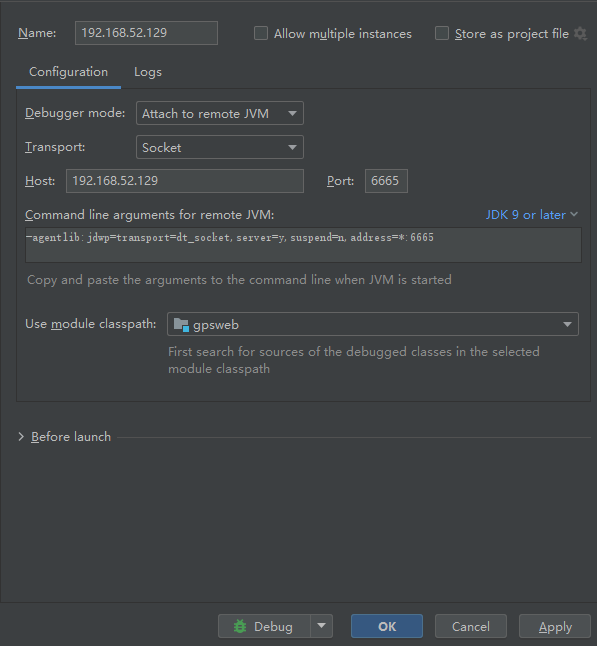 Name: 192.168.52.129 Allow multiple instances Store as project file
Configuration Logs
Debugger mode: Attach to remote JVM
Transport: Socket
Host: 192.168.52.129 Port: 6665
Command line arguments for remote JVM: JDK 9 or later
-agentlib:jdwp=transport=dt_socket,server=y,suspend=n,address=*:6665
Copy and paste the arguments to the command line when JVM is started
Use module classpath: gpsweb
First search for sources of the debugged classes in the selected
module classpath
Before launch
Debug OK Cancel Apply